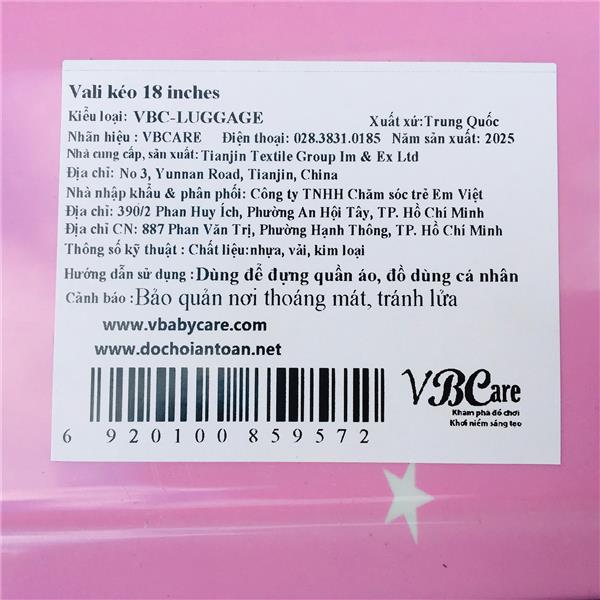 Vali kéo 18 inches
Kiểu loại: VBC-LUGGAGE Xuất xứ:Trung Quốc
Nhãn hiệu : VBCARE Điện thoại: 028.3831.0185 Năm sản xuất: 2025
Nhà cung cấp, sản xuất: Tianjin Textile Group Im & Ex Ltd
Địa chỉ: No 3, Yunnan Road, Tianjin, China
Nhà nhập khẩu & phân phối: Công ty TNHH Chăm sóc trẻ Em Việt
Địa chỉ: 390/2 Phan Huy Ích, Phường An Hội Tây, TP. Hồ Chí Minh
Địa chỉ CN: 887 Phan Văn Trị, Phường Hạnh Thông, TP. Hồ Chí Minh
Thông số kỹ thuật : Chất liệu:nhựa, vải, kim loại
Hướng dẫn sử dụng : Dùng để đựng quần áo, đồ dùng cá nhân
Cảnh báo : Bảo quản nơi thoáng mát, tránh lửa
www.vbabycare.com
www.dochoiantoan.net
VBCare
Khám phá đồ chơi
Khơi niềm sáng tạo
6 920100 859572